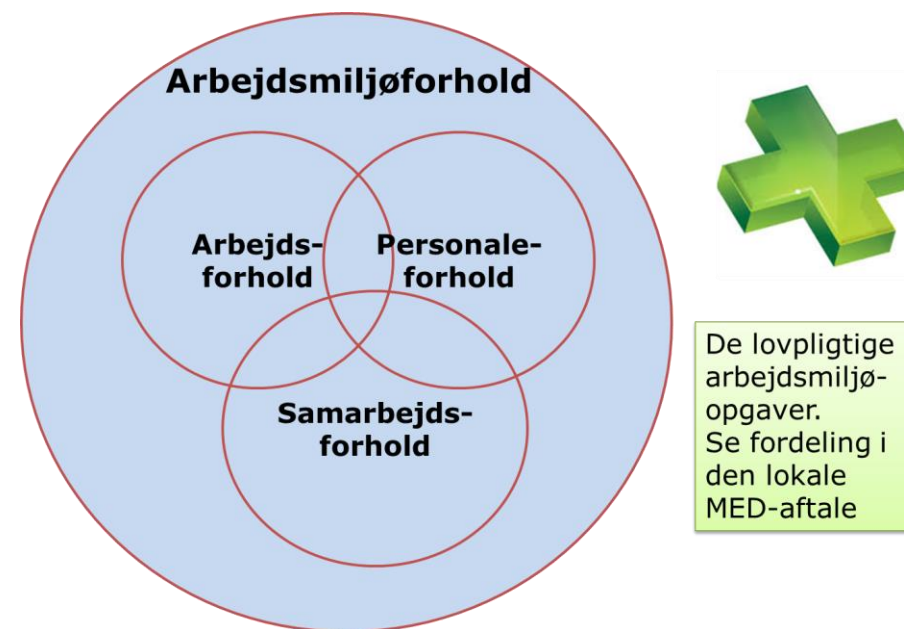 Arbejdsmiljøforhold
Arbejds-
forhold
Personale-
forhold
Samarbejds-
forhold
De lovpligtige
arbejdsmiljø-
opgaver.
Se fordeling i
den lokale
MED-aftale